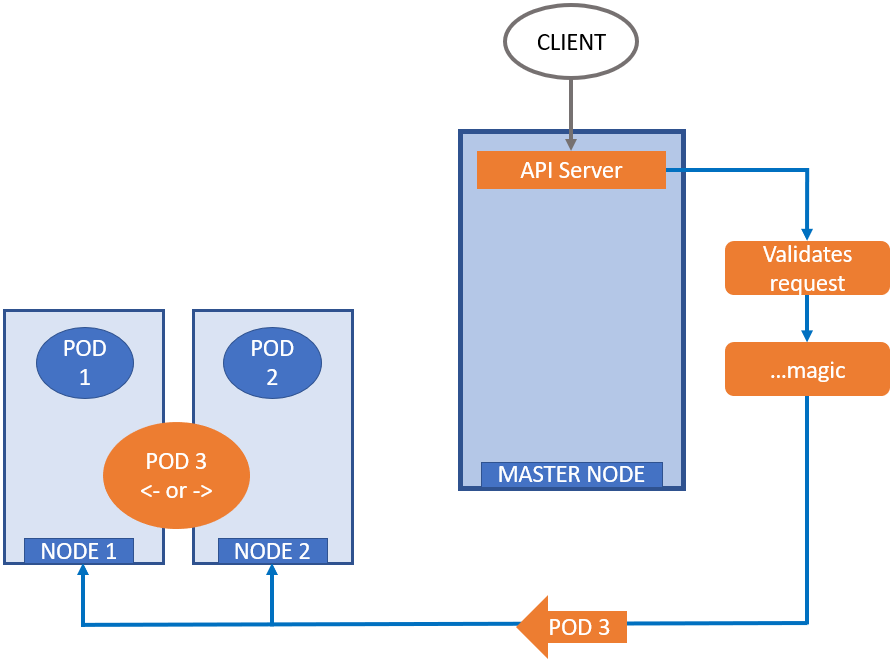 CLIENT
API Server
Validates
request
...magic
MASTER NODE
POD
1
POD
2
POD 3
<- or ->
NODE 1
NODE 2
POD 3